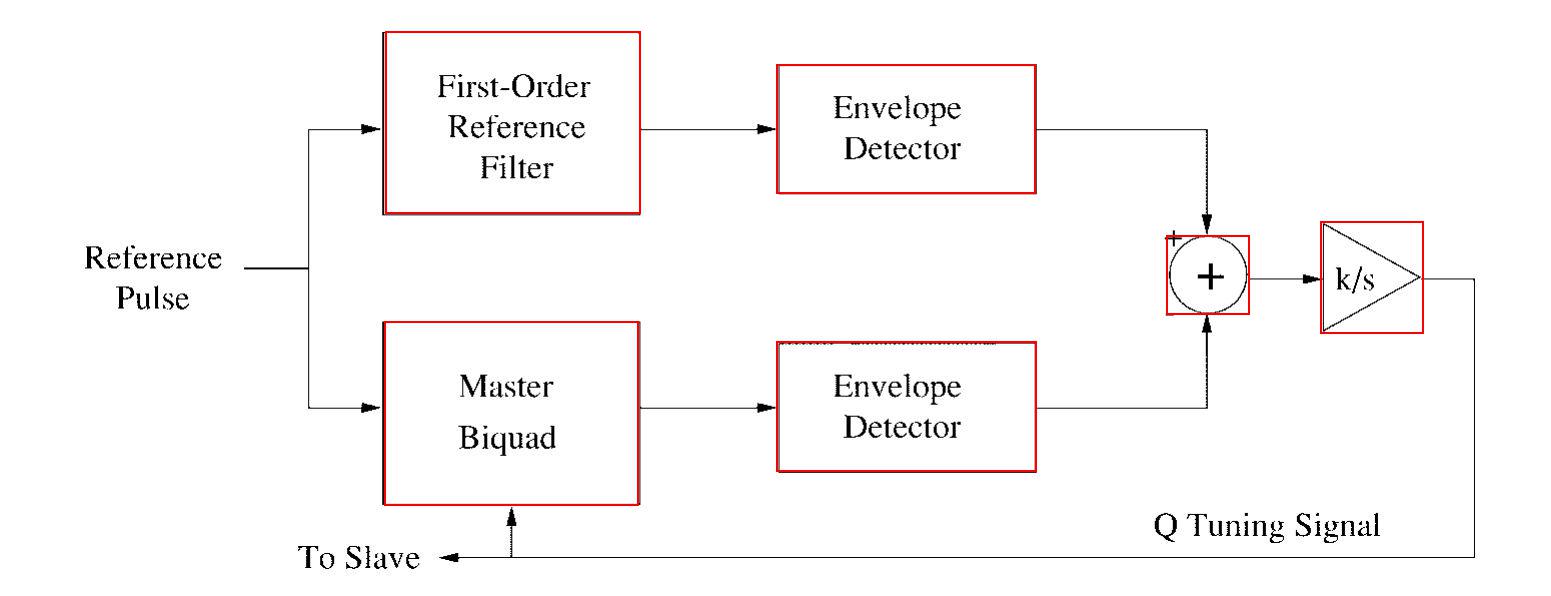 First-Order
Reference
Filter
Envelope
Detector
Reference
Pulse
+
+
k/s
Master
Biquad
Envelope
Detector
Q Tuning Signal
To Slave